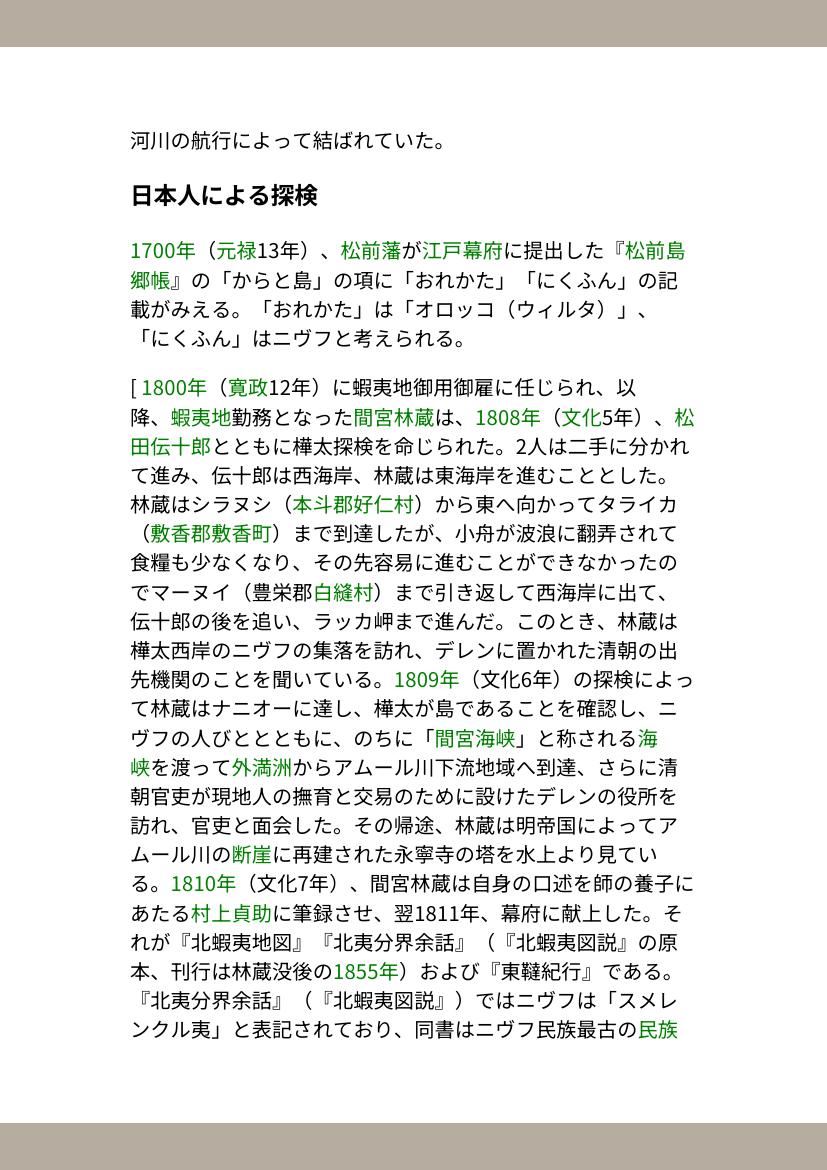 河川の航行によって結ばれていた。
日本人による探検
1700年（元禄13年）、松前藩が江戸幕府に提出した『松前島
郷帳』の「からと島」の項に「おれかた」「にくふん」の記
載がみえる。「おれかた」は「オロッコ（ウィルタ）」、
「にくふん」はニヴフと考えられる。
[ 1800年（寛政12年）に蝦夷地御用御雇に任じられ、以
降、蝦夷地勤務となった間宮林蔵は、1808年（文化5年）、松
田伝十郎とともに樺太探検を命じられた。2人は二手に分かれ
て進み、伝十郎は西海岸、林蔵は東海岸を進むこととした。
林蔵はシラヌシ（本斗郡好仁村）から東へ向かってタライカ
（敷香郡敷香町）まで到達したが、小舟が波浪に翻弄されて
食糧も少なくなり、その先容易に進むことができなかったの
でマーヌイ（豊栄郡白縫村）まで引き返して西海岸に出て、
伝十郎の後を追い、ラッカ岬まで進んだ。このとき、林蔵は
樺太西岸のニヴフの集落を訪れ、デレンに置かれた清朝の出
先機関のことを聞いている。1809年（文化6年）の探検によっ
て林蔵はナニオーに達し、樺太が島であることを確認し、ニ
ヴフの人びととともに、のちに「間宮海峡」と称される海
峡を渡って外満洲からアムール川下流地域へ到達、さらに清
朝官吏が現地人の撫育と交易のために設けたデレンの役所を
訪れ、官吏と面会した。その帰途、林蔵は明帝国によってア
ムール川の断崖に再建された永寧寺の塔を水上より見てい
る。1810年（文化7年）、間宮林蔵は自身の口述を師の養子に
あたる村上貞助に筆録させ、翌1811年、幕府に献上した。そ
れが『北蝦夷地図』『北夷分界余話』（『北蝦夷図説』の原
本、刊行は林蔵没後の1855年）および『東韃紀行』である。
『北夷分界余話』（『北蝦夷図説』）ではニヴフは「スメレ
ンクル夷」と表記されており、同書はニヴフ民族最古の民族